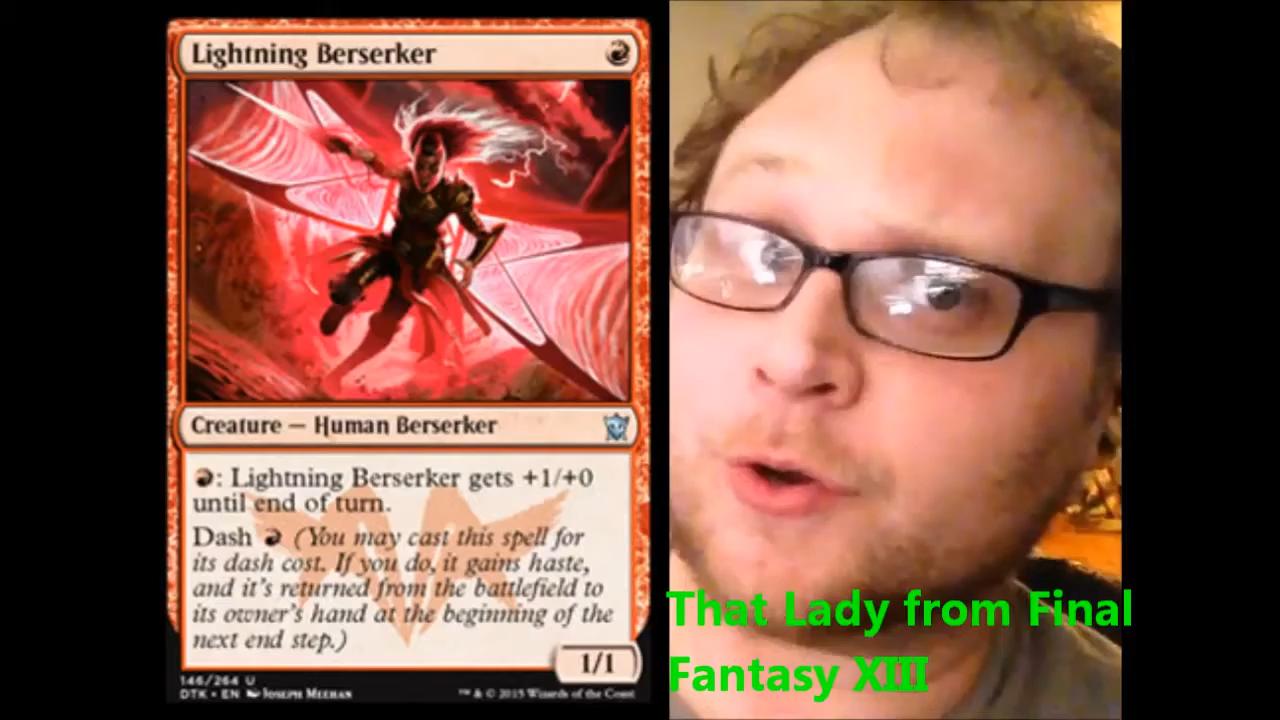 Lightning Berserker
Creature — Human Berserker
: Lightning Berserker gets +1/+0
until end of turn.
Dash (You may cast this spell for
its dash cost. If you do, it gains haste,
and it's returned from the battlefield to
its owner's hand at the beginning of the
next end step.)
1/1
146/264 U
DTK • EN Joseph Meehan
™ & © 2015 Wizards of the Coast
That Lady from Final
Fantasy XIII